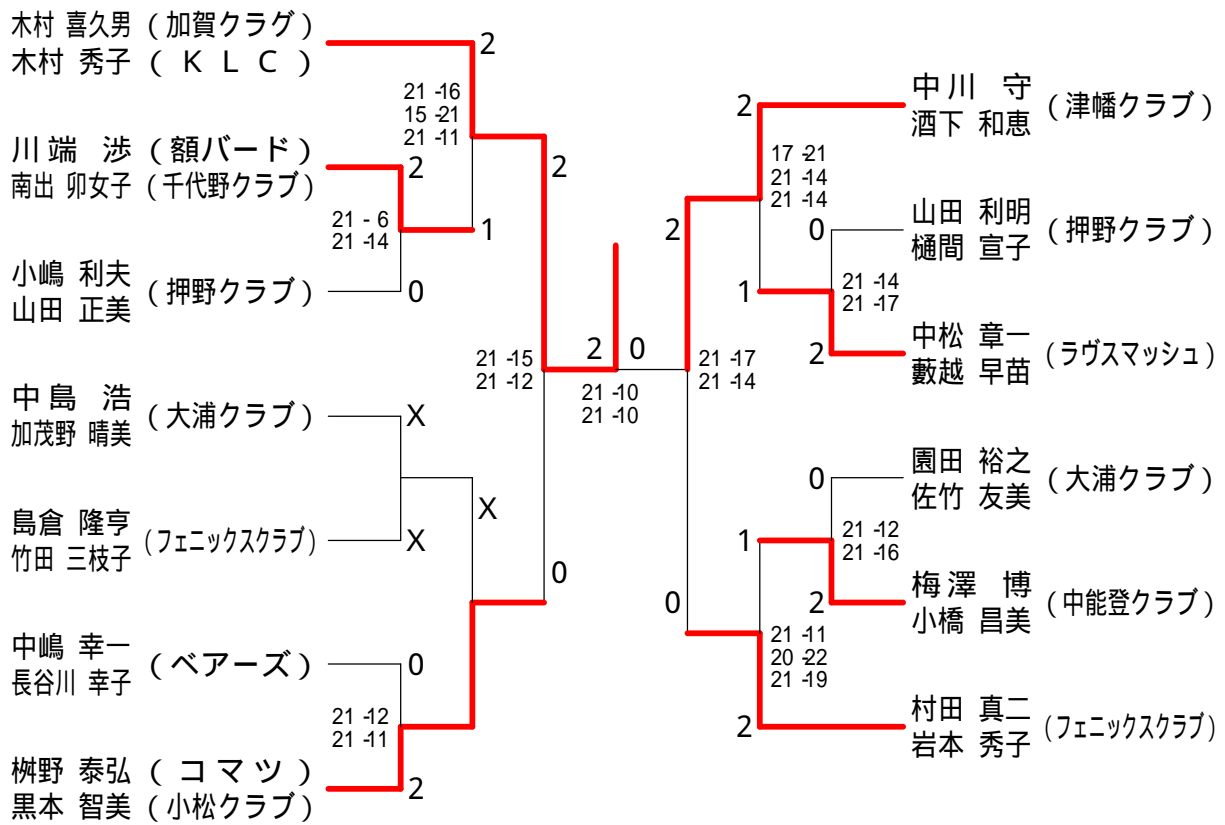 木村 喜久男 (加賀クラグ)
木村 秀子 ( K L C )
2
21 -16
15 -21
21 -11
川端 渉 (額バード)
南出 卯女子 (千代野クラブ)
2
21 - 6
21 -14
1
2
小嶋 利夫
山田 正美
(押野クラブ)
0
中島 浩
加茂野 晴美
(大浦クラブ)
X
島倉 隆亨
竹田 三枝子
(フェニックスクラブ)
X
X
21 -15
21 -12
0
中嶋 幸一
長谷川 幸子
(ベアーズ)
0
21 -12
21 -11
桝野 泰弘 (コマツ)
黒本 智美 (小松クラブ)
2
2 0
21 -10
21 -10
中川 守
酒下 和恵
(津幡クラブ)
2
17 -21
21 -14
21 -14
2
山田 利明
樋間 宣子
(押野クラブ)
0
1
21 -14
21 -17
中松 章一
藪越 早苗
(ラヴスマッシュ)
2
21 -17
21 -14
園田 裕之
佐竹 友美
(大浦クラブ)
0
21 -12
21 -16
1
梅澤 博
小橋 昌美
(中能登クラブ)
2
0
21 -11
20 -22
21 -19
村田 真二
岩本 秀子
(フェニックスクラブ)
2